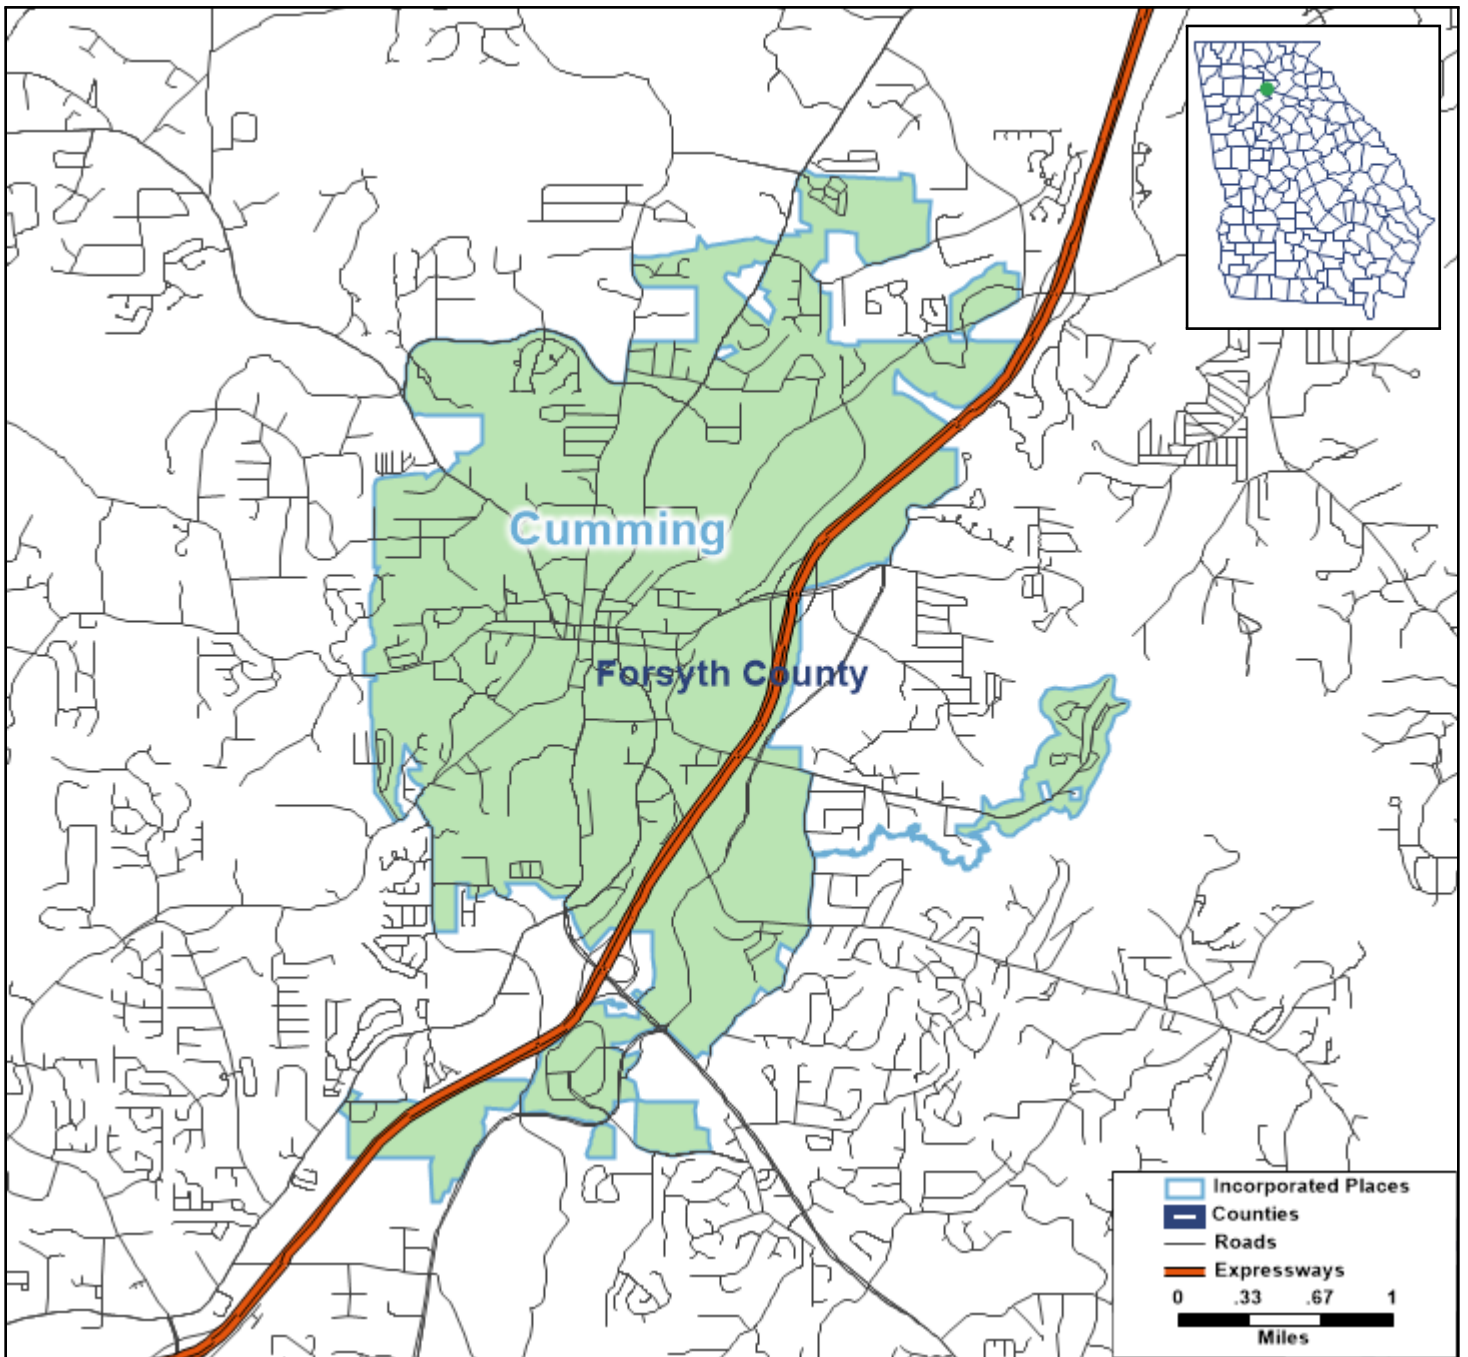 Cumming
Forsyth County
Incorporated Places
Counties
Roads
Expressways
0 .33 .67 1
Miles